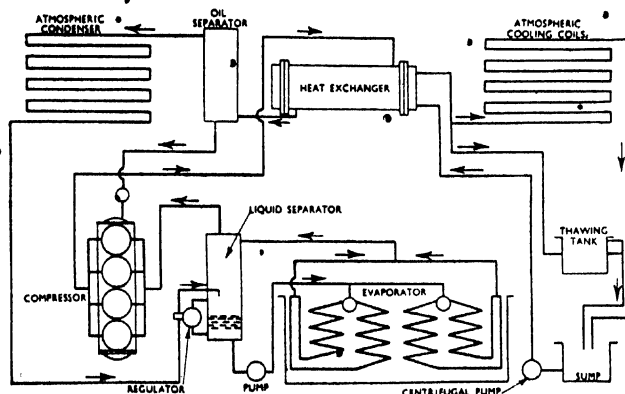 ATMOSPHERIC
CONDENSER
OIL
SEPARATOR
ATMOSPHERIC
COOLING COILS.
HEAT EXCHANGER
LIQUID SEPARATOR
THAWING
TANK
COMPRESSOR
EVAPORATOR
REGULATOR
PUMP
CENTRIFUGAL PUMP
SUMP